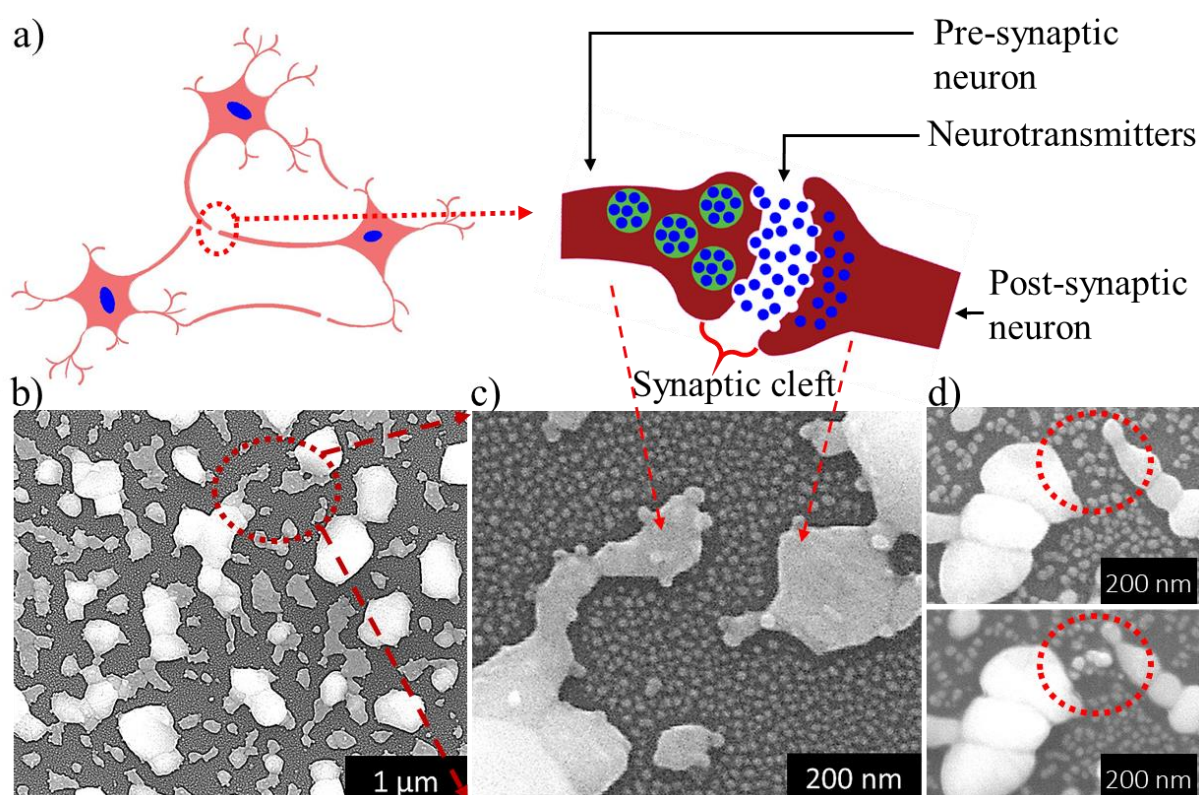 a)
Pre-synaptic
neuron
Neurotransmitters
Post-synaptic
neuron
Synaptic cleft
b)
c)
d)
1 μm
200 nm
200 nm
200 nm